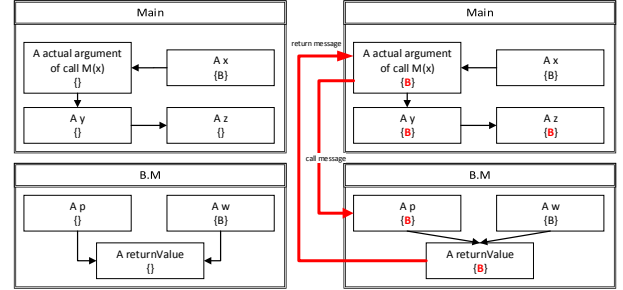 Main
A actual argument
of call M(x)
{}
A x
{B}
A y
{}
A z
{}
B.M
A p
{}
A w
{B}
A returnValue
{}
return message
call message
Main
A actual argument
of call M(x)
{B}
A x
{B}
A y
{B}
A z
{B}
B.M
A p
{B}
A w
{B}
A returnValue
{B}